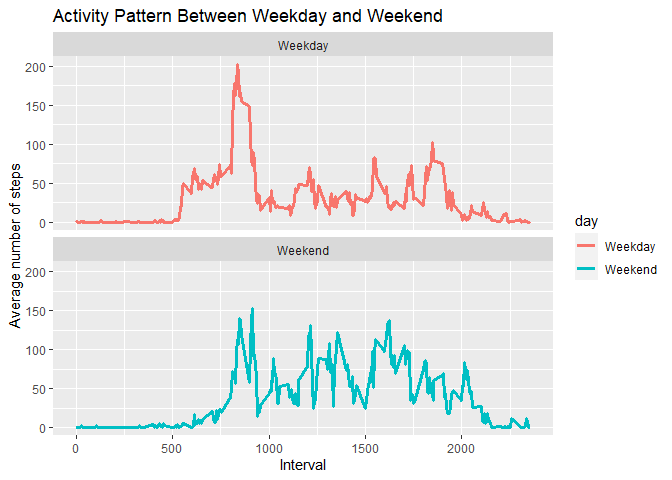 Activity Pattern Between Weekday and Weekend
Weekday
200
150
100
50
0
Weekend
200
150
100
50
0
0 500 1000 1500 2000
Interval
Average number of steps
day
Weekday
Weekend